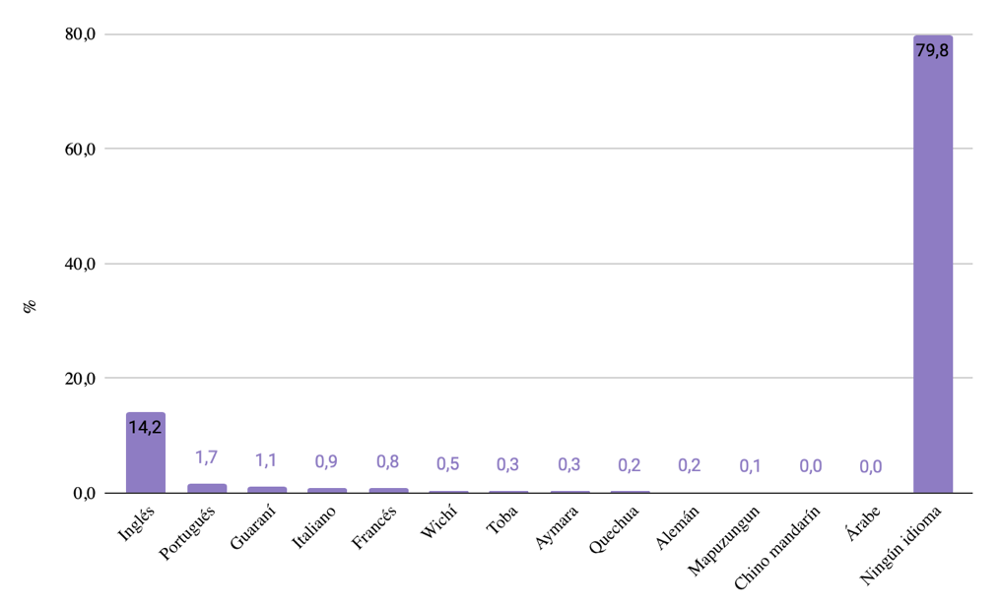 80,0
60,0
40,0
20,0
0,0
%
14,2
1,7
1,1
0,9
0,8
0,5
0,3
0,3
0,2
0,2
0,1
0,0
0,0
79,8
Inglés
Portugués
Guaraní
Italiano
Francés
Wichí
Toba
Aymara
Quechua
Alemán
Mapuzungun
Chino mandarín
Árabe
Ningún idioma